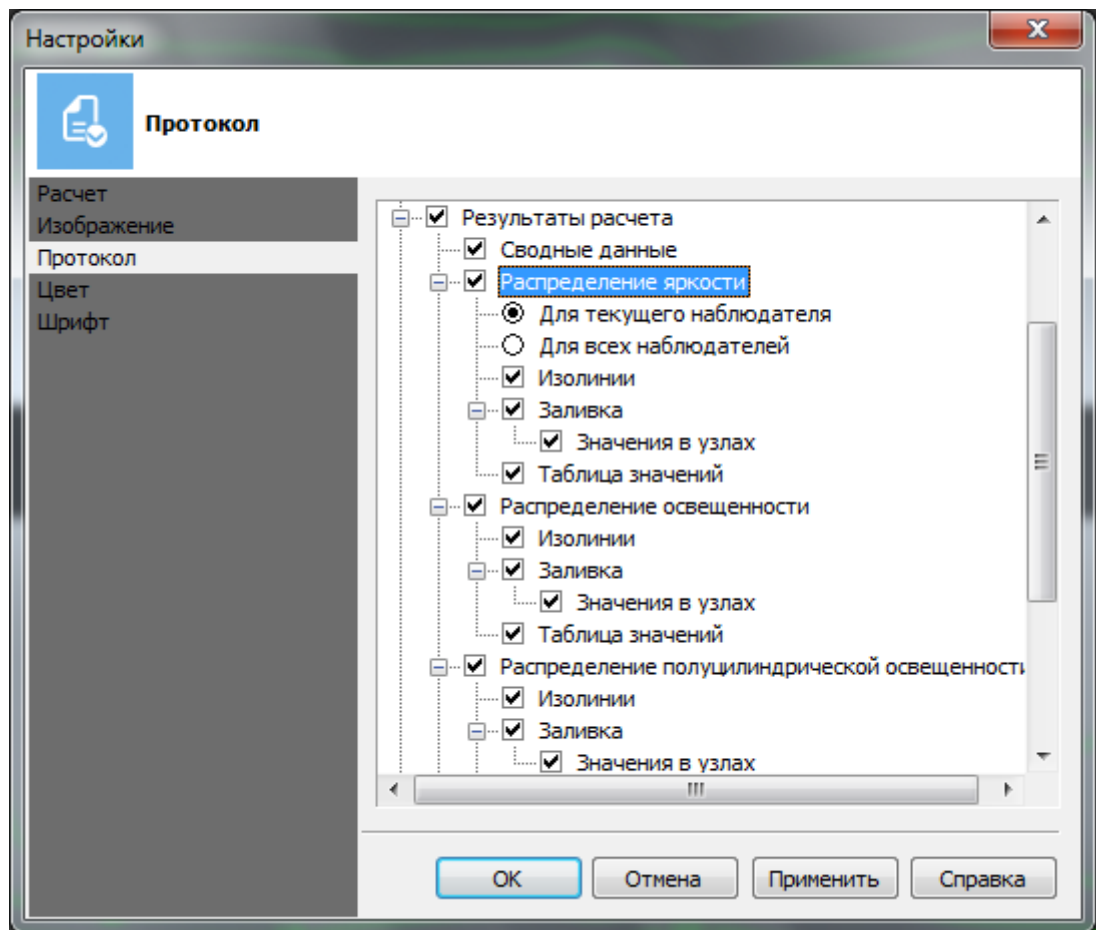 Настройки
Протокол
Расчет
Изображение
Протокол
Цвет
Шрифт
Результаты расчета
Сводные данные
Распределение яркости
Для текущего наблюдателя
Для всех наблюдателей
Изолинии
Заливка
Значения в узлах
Таблица значений
Распределение освещенности
Изолинии
Заливка
Значения в узлах
Таблица значений
Распределение полуцилиндрической освещенности
Изолинии
Заливка
Значения в узлах
OK
Отмена
Применить
Справка